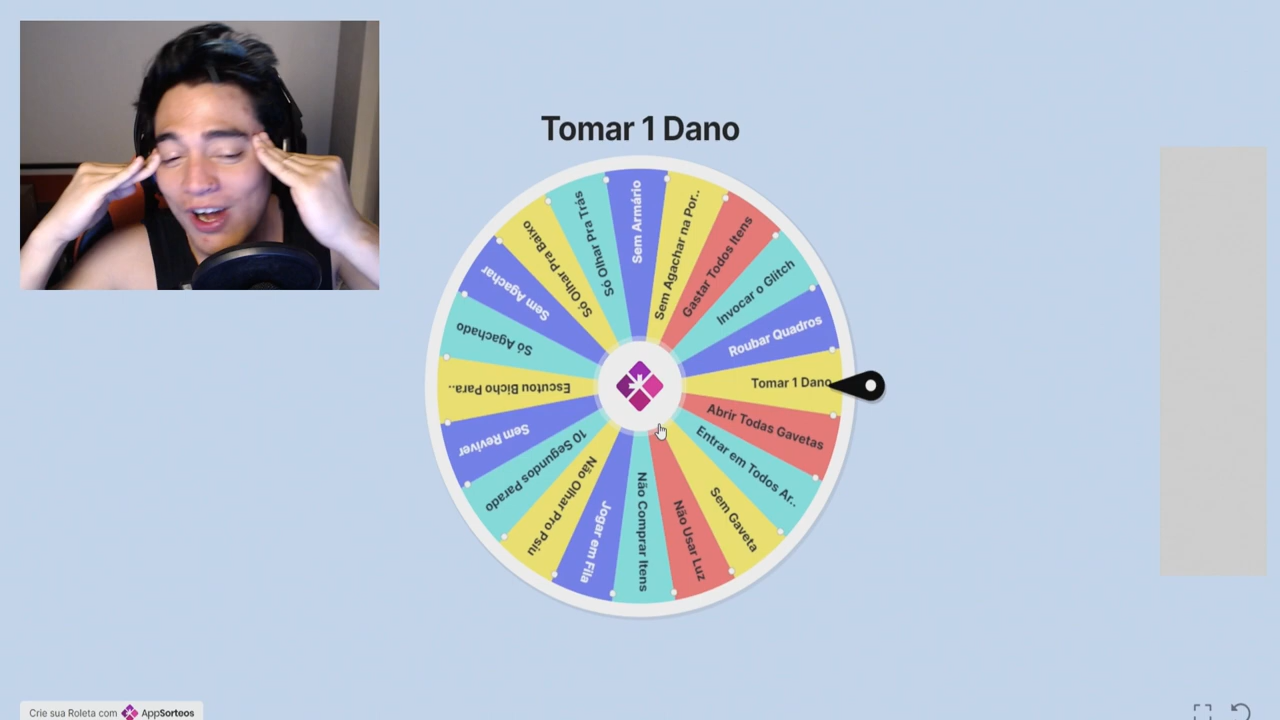 Tomar 1 Dano
Sem Armário
Sem Agachar na Por..
Gastar Todos Itens
Invocar o Glitch
Roubar Quadros
Tomar 1 Dano
Abrir Todas Gavetas
Entrar em Todos Ar..
Sem Gaveta
Não Usar Luz
Não Comprar Itens
Jogar em Fila
Não Olhar Pro Psiu
10 Segundos Parado
Sem Reviver
Escutou Bicho Para..
Só Agachado
Sem Agachar
Só Olhar Pra Baixo
Só Olhar Pra Trás
Crie sua Roleta com AppSorteos